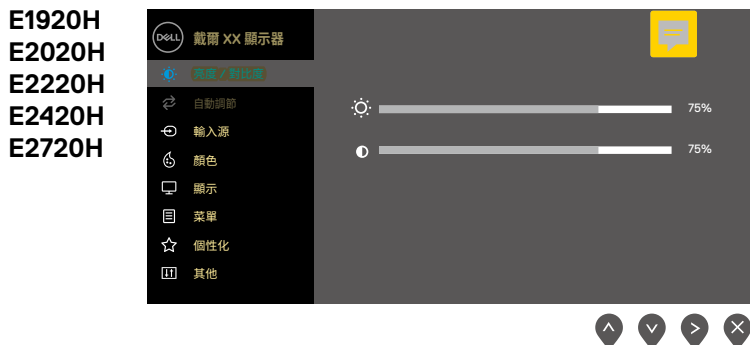 E1920H
E2020H
E2220H
E2420H
E2720H
DELL
戴爾 XX 顯示器
亮度 / 對比度
自動調節
輸入源
顏色
顯示
菜單
個性化
其他
75%
75%